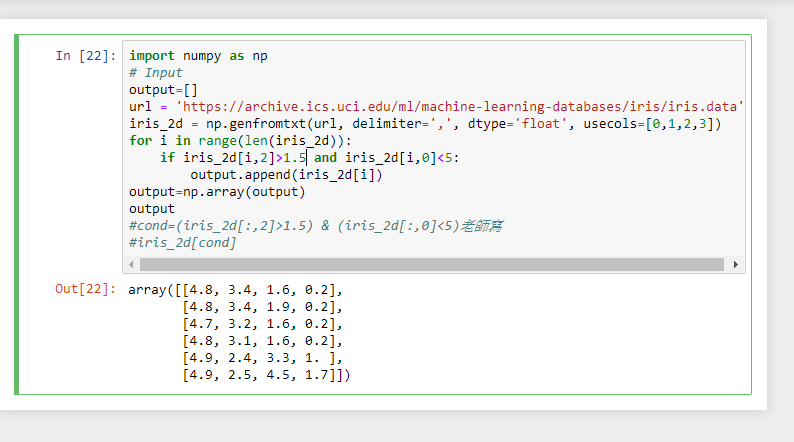 In [22]: import numpy as np
# Input
output=[]
url = 'https://archive.ics.uci.edu/ml/machine-learning-databases/iris/iris.data'
iris_2d = np.genfromtxt(url, delimiter=',', dtype='float', usecols=[0,1,2,3])
for i in range(len(iris_2d)):
    if iris_2d[i,2]>1.5 and iris_2d[i,0]<5:
        output.append(iris_2d[i])
output=np.array(output)
output
#cond=(iris_2d[:,2]>1.5) & (iris_2d[:,0]<5)老師寫
#iris_2d[cond]
Out[22]: array([[4.8, 3.4, 1.6, 0.2],
       [4.8, 3.4, 1.9, 0.2],
       [4.7, 3.2, 1.6, 0.2],
       [4.8, 3.1, 1.6, 0.2],
       [4.9, 2.4, 3.3, 1. ],
       [4.9, 2.5, 4.5, 1.7]])